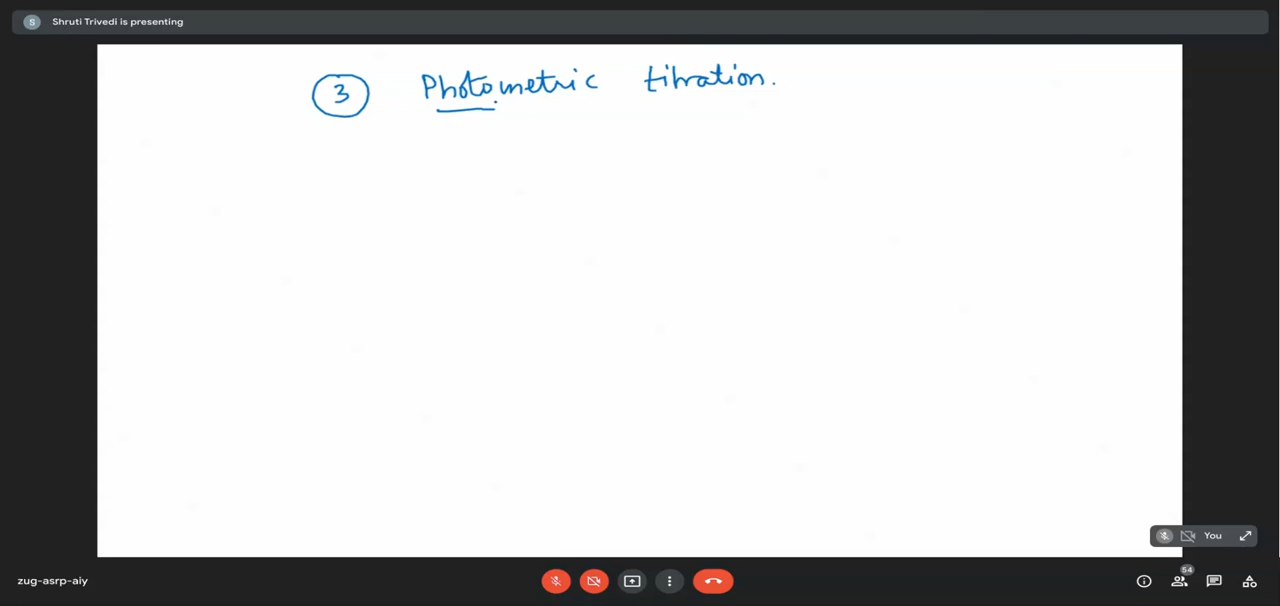 S Shruti Trivedi is presenting
3 Photometric titration.
You
zug-asrp-aiy
54